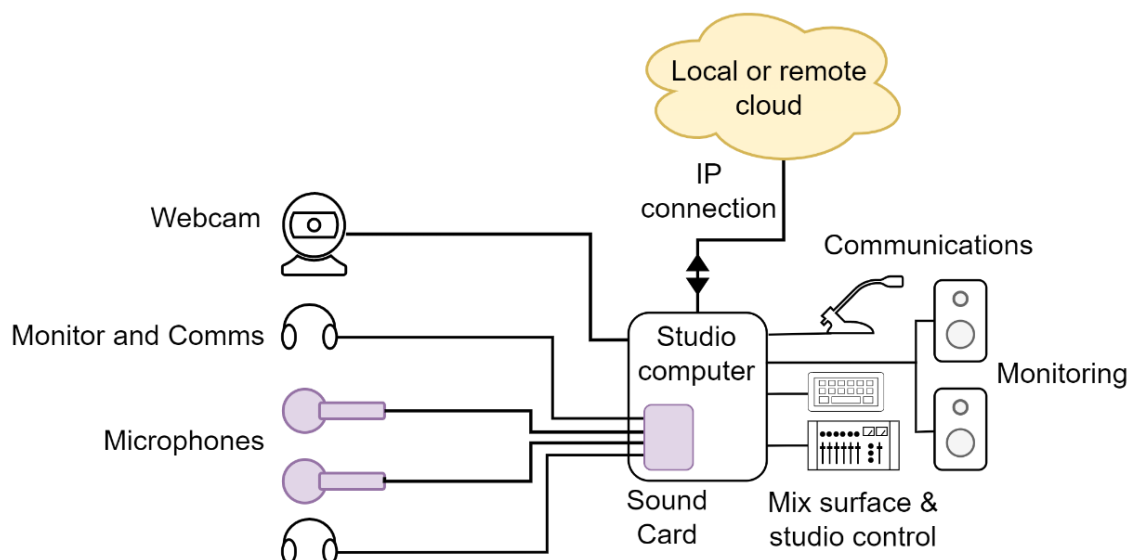 Local or remote
cloud
IP
connection
Webcam
Communications
Monitor and Comms
Studio
computer
Monitoring
Microphones
Sound
Card
Mix surface &
studio control